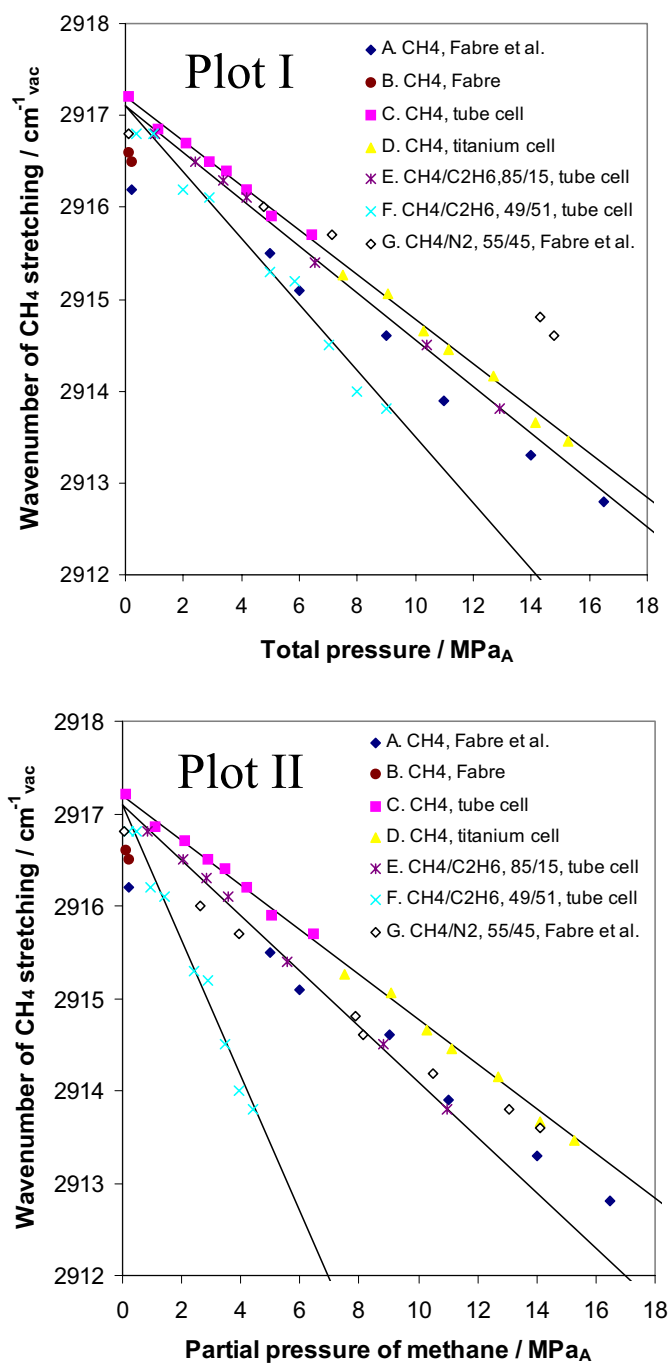 2918
2917
2916
2915
2914
2913
2912
Wavenumber of CH4 stretching / cm-1vac
Plot I
A. CH4, Fabre et al.
B. CH4, Fabre
C. CH4, tube cell
D. CH4, titanium cell
E. CH4/C2H6,85/15, tube cell
F. CH4/C2H6, 49/51, tube cell
G. CH4/N2, 55/45, Fabre et al.
0 2 4 6 8 10 12 14 16 18
Total pressure / MPaA
2918
2917
2916
2915
2914
2913
2912
Wavenumber of CH4 stretching / cm-1vac
Plot II
A. CH4, Fabre et al.
B. CH4, Fabre
C. CH4, tube cell
D. CH4, titanium cell
E. CH4/C2H6, 85/15, tube cell
F. CH4/C2H6, 49/51, tube cell
G. CH4/N2, 55/45, Fabre et al.
0 2 4 6 8 10 12 14 16 18
Partial pressure of methane / MPaA